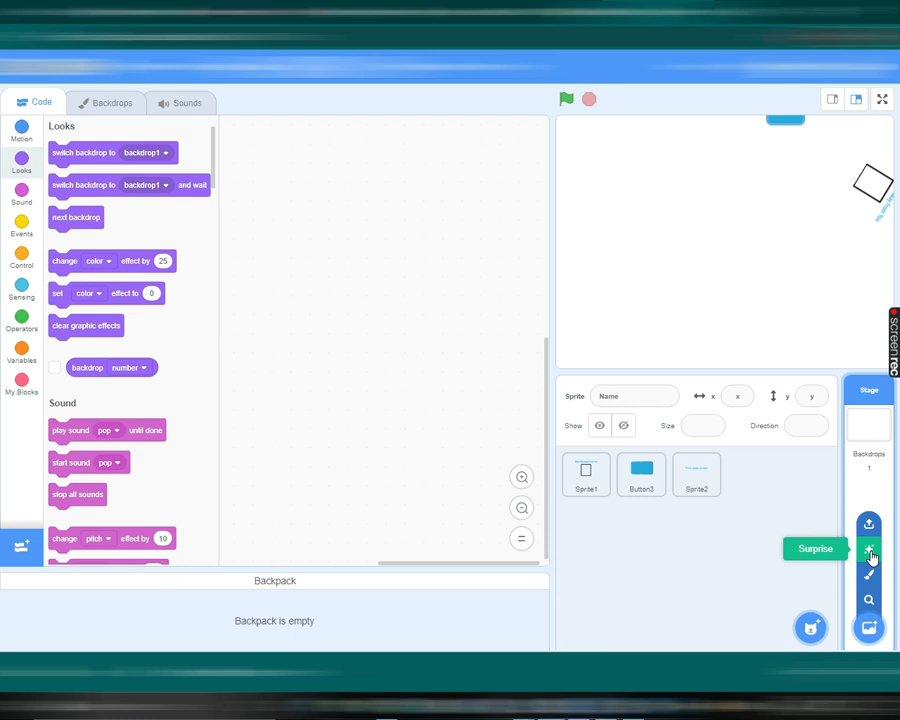 Code
Backdrops
Sounds
Motion
Looks
Sound
Events
Control
Sensing
Operators
Variables
My Blocks
Looks
switch backdrop to backdrop1
switch backdrop to backdrop1 and wait
next backdrop
change color effect by 25
set color effect to 0
clear graphic effects
backdrop number
Sound
play sound pop until done
start sound pop
stop all sounds
change pitch effect by 10
Backpack
Backpack is empty
screenrec
Sprite Name x x y y
Show Size Direction
Sprite1
Button3
Sprite2
Stage
Backdrops
1
Surprise